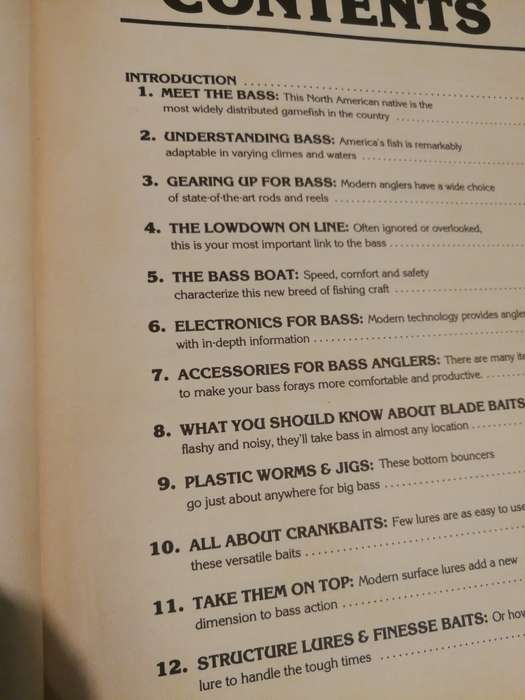 CONTENTS
INTRODUCTION ..........
1. MEET THE BASS: This North American native is the
most widely distributed gamefish in the country ..........
2. UNDERSTANDING BASS: America's fish is remarkably
adaptable in varying climes and waters ..........
3. GEARING UP FOR BASS: Modern anglers have a wide choice
of state-of-the-art rods and reels ..........
4. THE LOWDOWN ON LINE: Often ignored or overlooked,
this is your most important link to the bass ..........
5. THE BASS BOAT: Speed, comfort and safety
characterize this new breed of fishing craft ..........
6. ELECTRONICS FOR BASS: Modern technology provides angle
with in-depth information ..........
7. ACCESSORIES FOR BASS ANGLERS: There are many ite
to make your bass forays more comfortable and productive. ..........
8. WHAT YOU SHOULD KNOW ABOUT BLADE BAITS
flashy and noisy, they'll take bass in almost any location ..........
9. PLASTIC WORMS & JIGS: These bottom bouncers
go just about anywhere for big bass ..........
10. ALL ABOUT CRANKBAITS: Few lures are as easy to use
these versatile baits ..........
11. TAKE THEM ON TOP: Modern surface lures add a new
dimension to bass action ..........
12. STRUCTURE LURES & FINESSE BAITS: Or how
lure to handle the tough times ..........